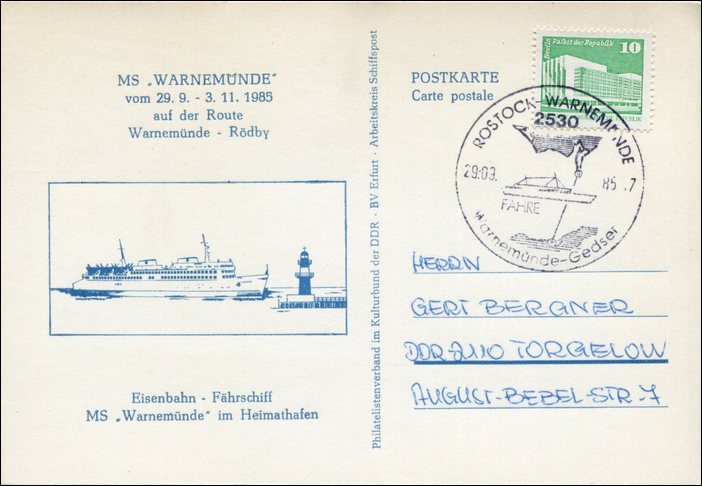 MS „WARNEMÜNDE"
vom 29. 9. - 3. 11. 1985
auf der Route
Warnemünde - Rödby
Eisenbahn - Fährschiff
MS „Warnemünde" im Heimathafen
Philatelistenverband im Kulturbund der DDR · BV Erfurt · Arbeitskreis Schiffspost
POSTKARTE
Carte postale
Berlin Palast der Republik
10
ROSTOCK-WARNEMÜNDE
2530
29.09. 85 .7
FÄHRE
Warnemünde-Gedser
HERRN
GERT BERGNER
DDR-2110 TORGELOW
AUGUST-BEBEL-STR. 7